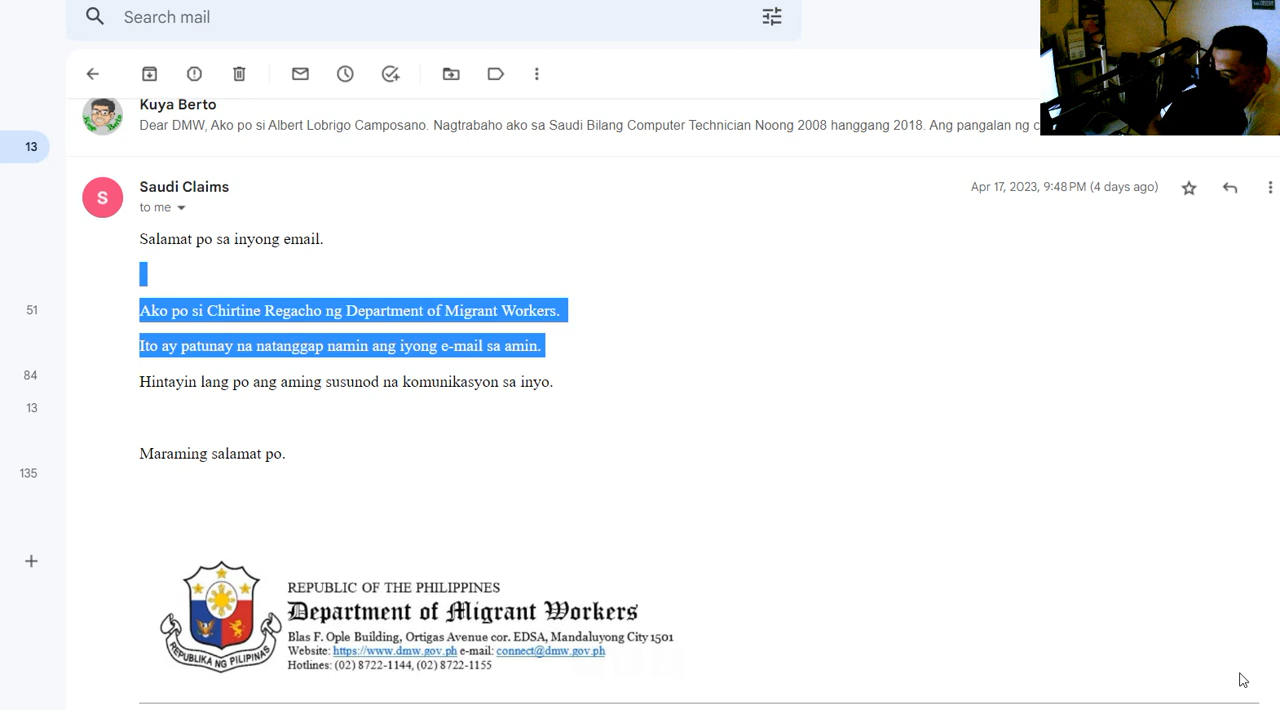 Search mail
Kuya Berto
Dear DMW, Ako po si Albert Lobrigo Camposano. Nagtrabaho ako sa Saudi Bilang Computer Technician Noong 2008 hanggang 2018. Ang pangalan ng
13
Saudi Claims
Apr 17, 2023, 9:48 PM (4 days ago)
S
to me
Salamat po sa inyong email.
Ako po si Chirtine Regacho ng Department of Migrant Workers.
51
Ito ay patunay na natanggap namin ang iyong e-mail sa amin.
84
Hintayin lang po ang aming susunod na komunikasyon sa inyo.
13
Maraming salamat po.
135
REPUBLIC OF THE PHILIPPINES
Department of Migrant Workers
Blas F. Ople Building, Ortigas Avenue cor. EDSA, Mandaluyong City 1501
Website: https://www.dmw.gov.ph e-mail: connect@dmw.gov.ph
Hotlines: (02) 8722-1144, (02) 8722-1155
REPUBLIKA NG PILIPINAS